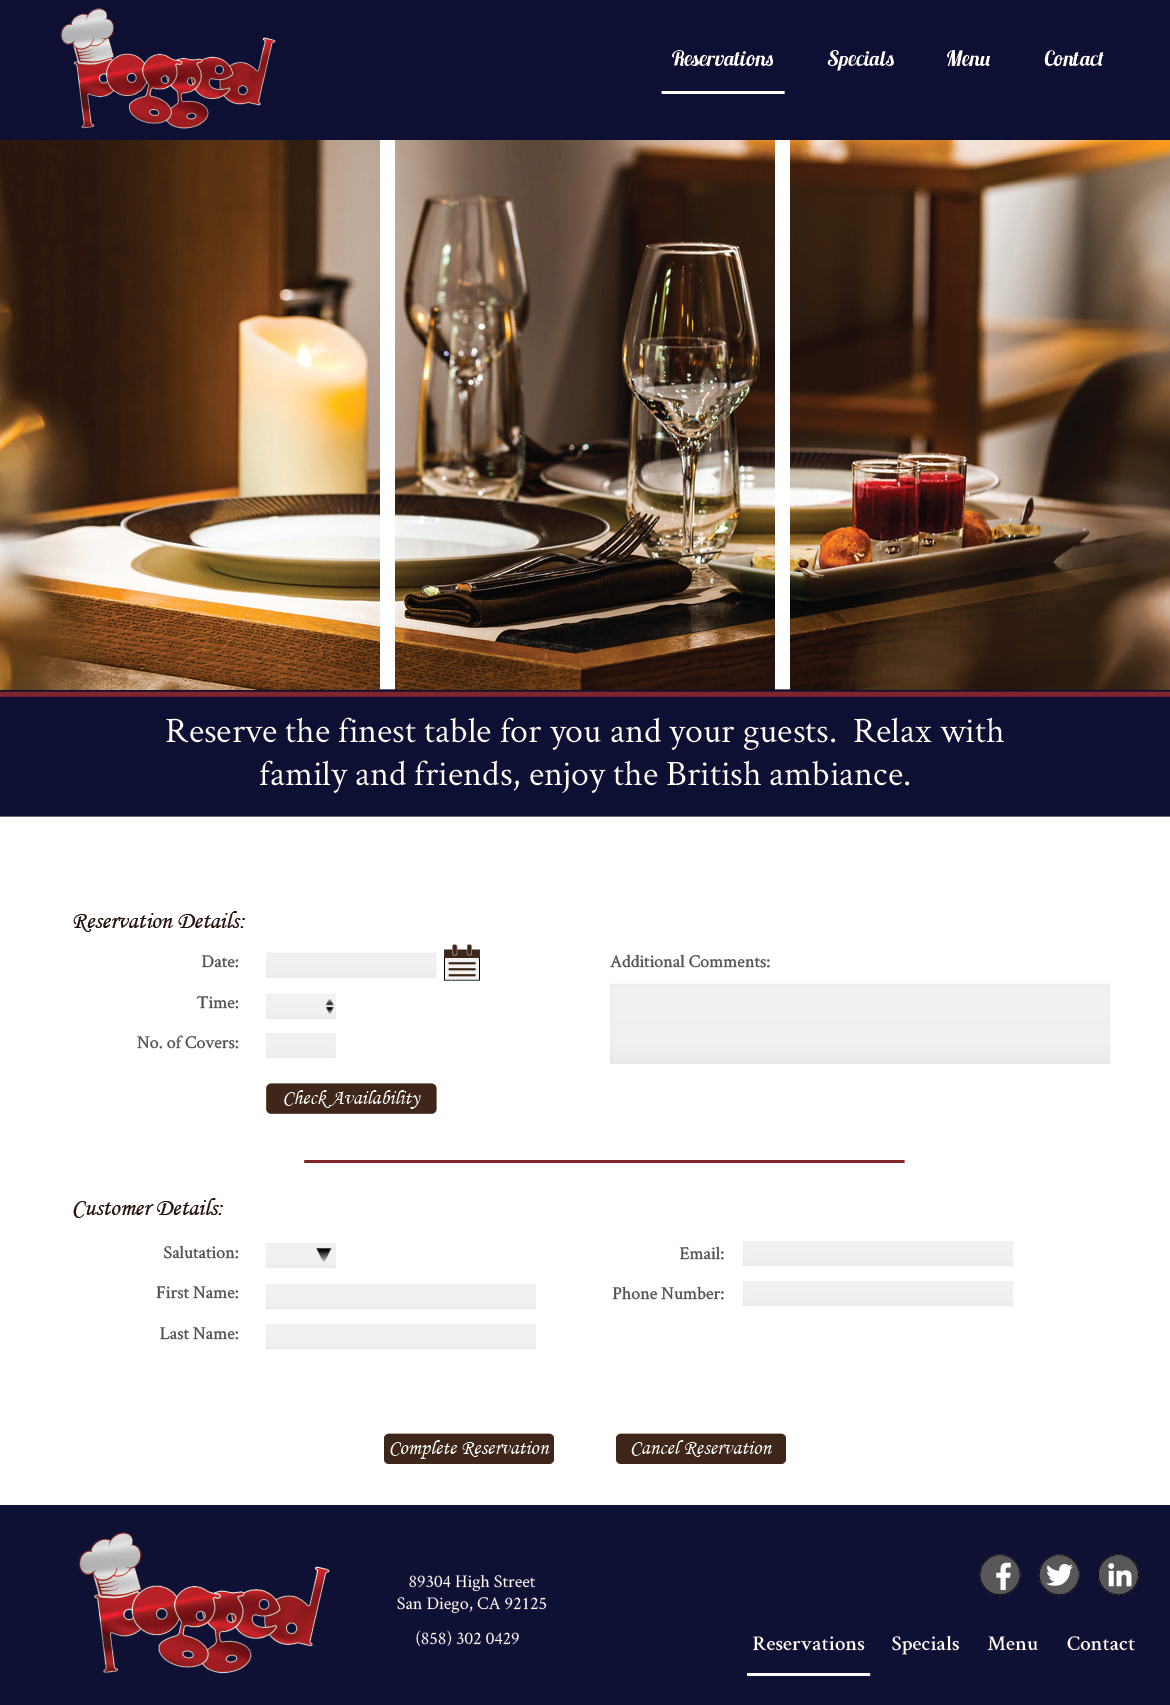 Pogged
Reservations Specials Menu Contact
Reserve the finest table for you and your guests. Relax with
family and friends, enjoy the British ambiance.
Reservation Details:
Date:
Time:
No. of Covers:
Additional Comments:
Check Availability
Customer Details:
Salutation:
First Name:
Last Name:
Email:
Phone Number:
Complete Reservation Cancel Reservation
Pogged
89304 High Street
San Diego, CA 92125
(858) 302 0429
f in
Reservations Specials Menu Contact